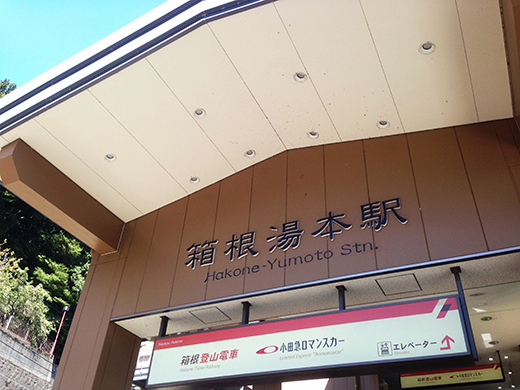 箱根湯本駅
Hakone-Yumoto Stn.
箱根登山電車
小田急ロマンスカー
エレベーター